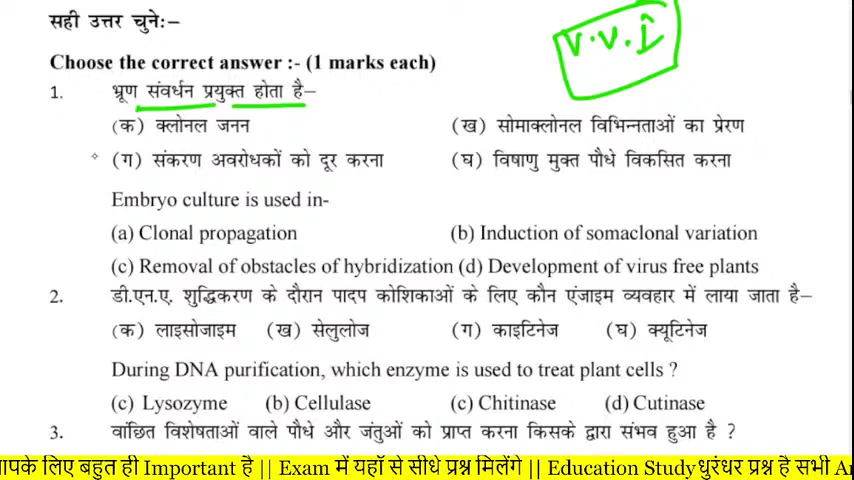 सही उत्तर चुनेः–
V.V.I
Choose the correct answer :- (1 marks each)
1. भ्रूण संवर्धन प्रयुक्त होता है–
(क) क्लोनल जनन (ख) सोमाक्लोनल विभिन्नताओं का प्रेरण
(ग) संकरण अवरोधकों को दूर करना (घ) विषाणु मुक्त पौधे विकसित करना
Embryo culture is used in-
(a) Clonal propagation (b) Induction of somaclonal variation
(c) Removal of obstacles of hybridization (d) Development of virus free plants
2. डी.एन.ए. शुद्धिकरण के दौरान पादप कोशिकाओं के लिए कौन एंजाइम व्यवहार में लाया जाता है–
(क) लाइसोजाइम (ख) सेलुलोज (ग) काइटिनेज (घ) क्यूटिनेज
During DNA purification, which enzyme is used to treat plant cells ?
(c) Lysozyme (b) Cellulase (c) Chitinase (d) Cutinase
3. वांछित विशेषताओं वाले पौधे और जंतुओं को प्राप्त करना किसके द्वारा संभव हुआ है ?
आपके लिए बहुत ही Important है || Exam में यहाँ से सीधे प्रश्न मिलेंगे || Education Study धुरंधर प्रश्न है सभी